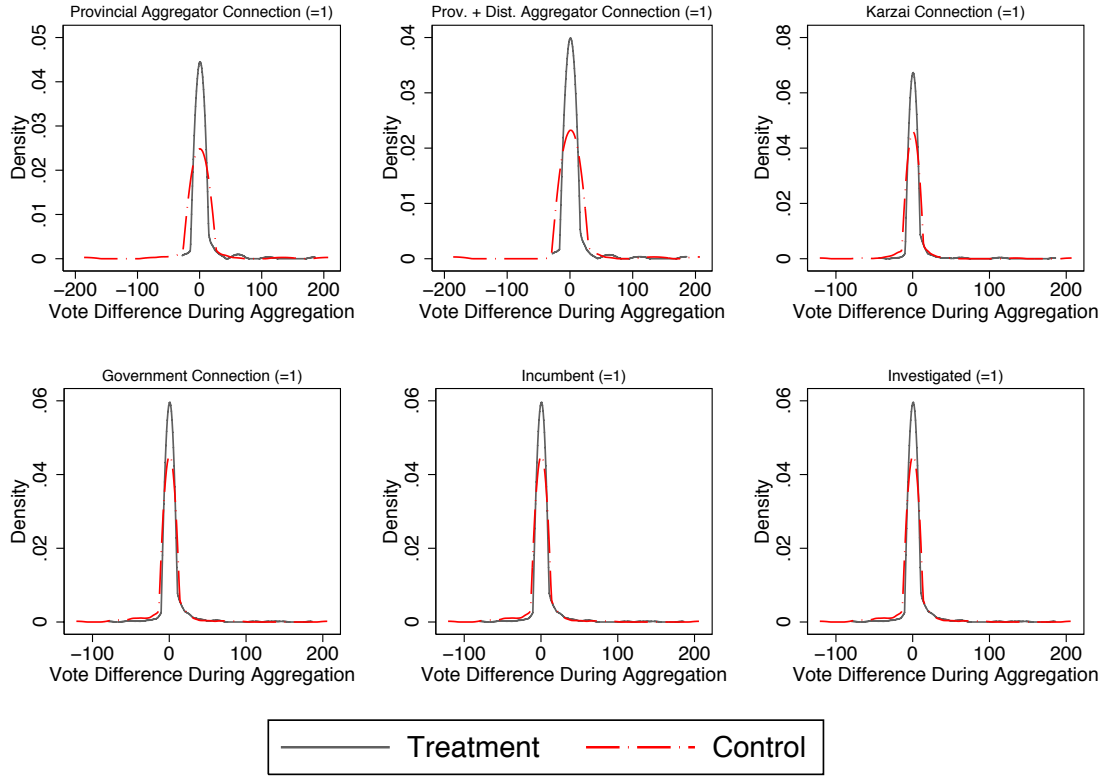 Provincial Aggregator Connection (=1)
Density
0 .01 .02 .03 .04 .05
−200 −100 0 100 200
Vote Difference During Aggregation
Prov. + Dist. Aggregator Connection (=1)
Density
0 .01 .02 .03 .04
−200 −100 0 100 200
Vote Difference During Aggregation
Karzai Connection (=1)
Density
0 .02 .04 .06 .08
−100 0 100 200
Vote Difference During Aggregation
Government Connection (=1)
Density
0 .02 .04 .06
−100 0 100 200
Vote Difference During Aggregation
Incumbent (=1)
Density
0 .02 .04 .06
−100 0 100 200
Vote Difference During Aggregation
Investigated (=1)
Density
0 .02 .04 .06
−100 0 100 200
Vote Difference During Aggregation
Treatment Control